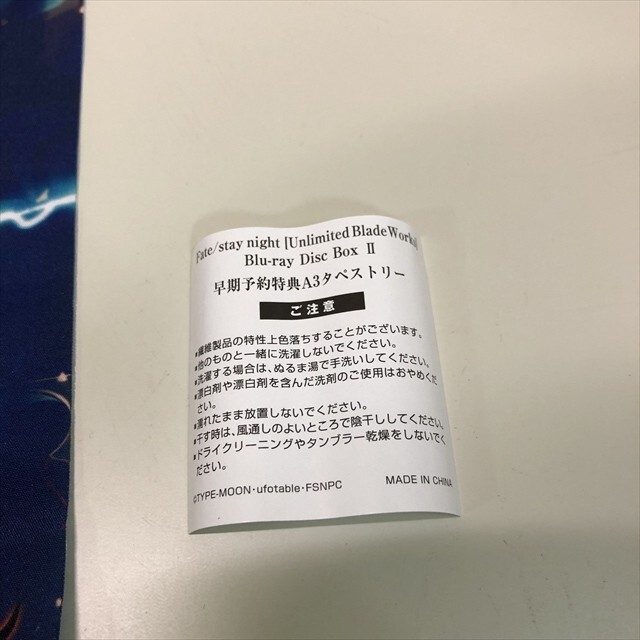 Fate/stay night [Unlimited Blade Works]
Blu-ray Disc Box Ⅱ
早期予約特典A3タペストリー
ご注意
●繊維製品の特性上色落ちすることがございます。
●他のものと一緒に洗濯しないでください。
●洗濯する場合は、ぬるま湯で手洗いしてください。
●漂白剤や漂白剤を含んだ洗剤のご使用はおやめくだ
さい。
●濡れたまま放置しないでください。
●干す時は、風通しのよいところで陰干ししてください。
●ドライクリーニングやタンブラー乾燥をしないでく
ださい。
©TYPE-MOON・ufotable・FSNPC MADE IN CHINA